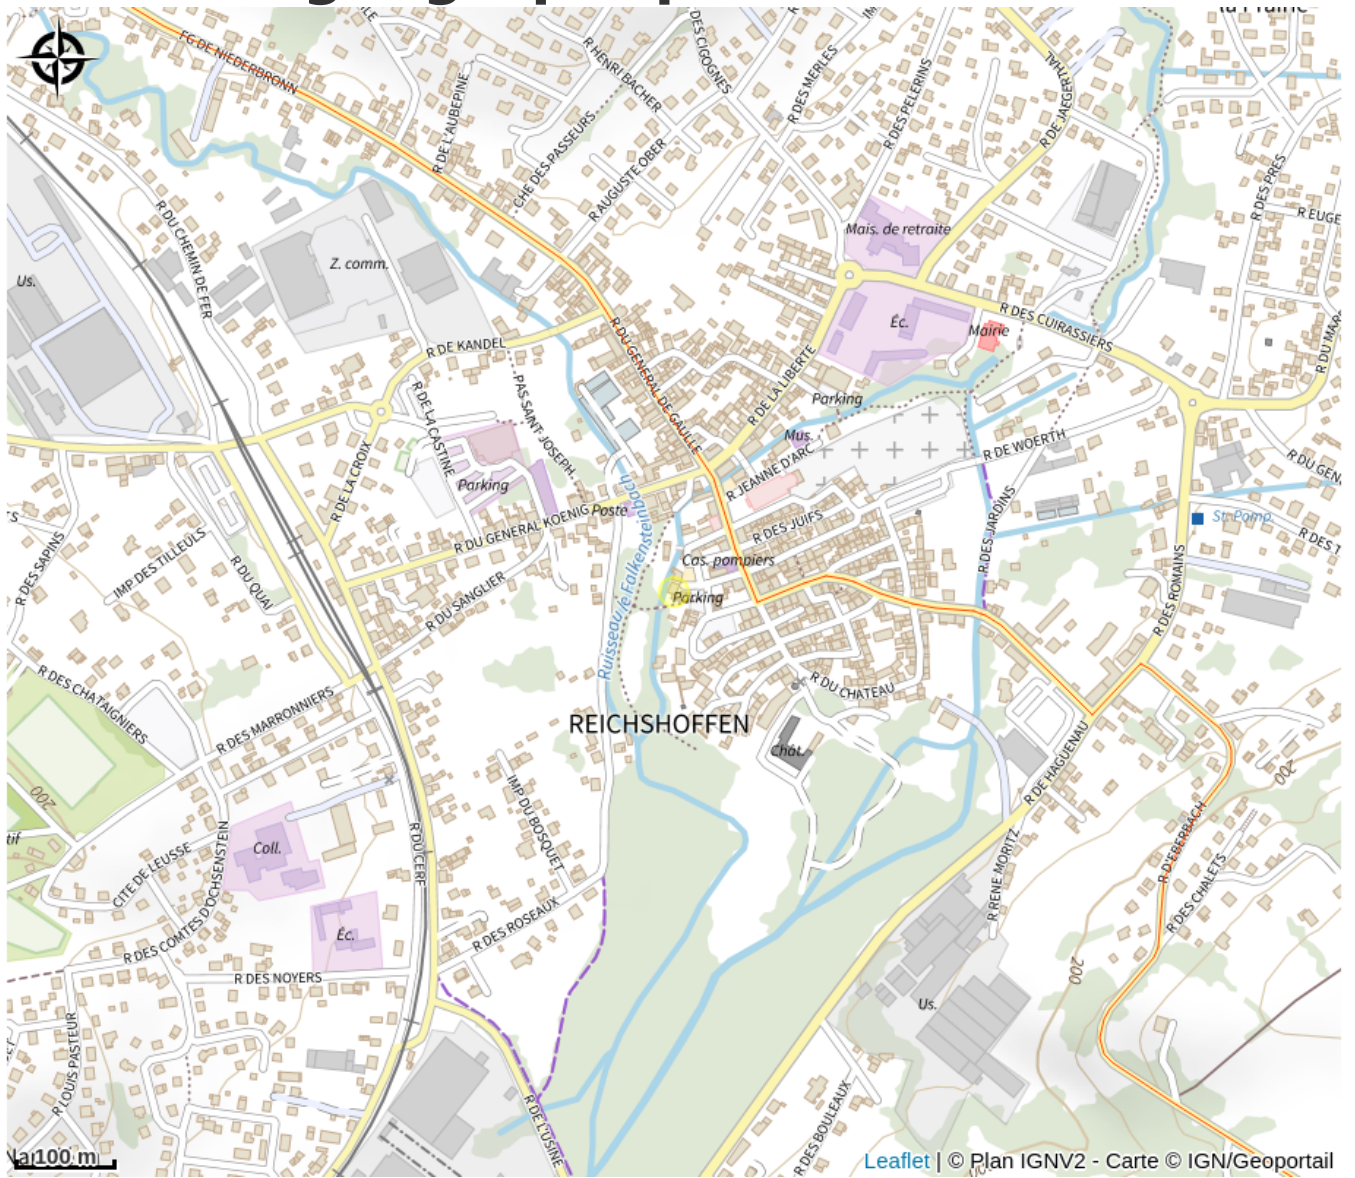 FG DE NIEDERBRONN
R DE L'AUBEPINE
R HENRI BACHER
DES CIGOGNES
R DES MERLES
R DES PELERINS
R DE JAEGERTHAL
la Prairie
CHE DES PASSEURS
R AUGUSTE OBER
R DES PRES
R EUGE
Mais. de retraite
R DU CHEMIN DE FER
Us.
Z. comm.
R DES CUIRASSIERS
Éc.
Mairie
R DU GENERAL DE GAULLE
R DE KANDEL
R DE LA LIBERTE
R DU MAR
Parking
R DE LA CASTINE
PAS SAINT-JOSEPH
Mus.
R DE WOERTH
R JEANNE D'ARC
R DE LA CROIX
Parking
R DU GENERAL KOENIG
Poste
R DES JUIFS
R DES JARDINS
R DU GEN
St. Pomp.
R DES T
R DES SAPINS
IMP DES TILLEULS
R DU QUAI
R DU SANGLIER
Cas. pompiers
Parking
Ruisseau le Falkensteinbach
R DES ROMAINS
R DES CHATAIGNIERS
R DES MARRONNIERS
R DU CHATEAU
REICHSHOFFEN
Chât.
R DE HAGUENAU
200
200
IMP DU BOSQUET
R DU CERF
Coll.
CITE DE LEUSSE
R DES COMTES D'OCHSENSTEIN
tif
R D'EBERBACH
R DES CHALETS
R RENE MORITZ
R DES ROSEAUX
Éc.
R DES NOYERS
200
Us.
R LOUIS PASTEUR
R DE L'USINE
R DES BOULEAUX
100 m
Leaflet | © Plan IGNV2 - Carte © IGN/Geoportail